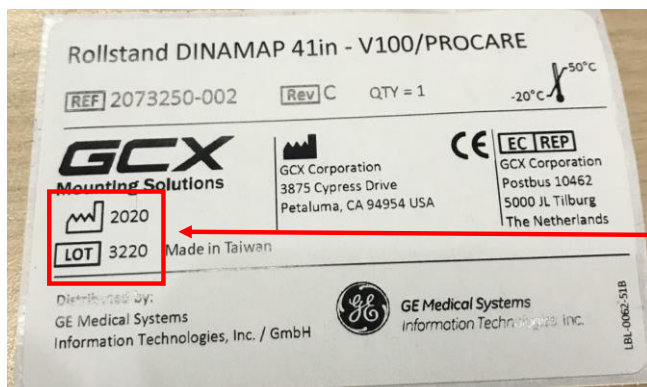 Rollstand DINAMAP 41in - V100/PROCARE
REF 2073250-002 Rev C QTY = 1 -20°C 50°C
GCX
Mounting Solutions
2020
LOT 3220 Made in Taiwan
GCX Corporation
3875 Cypress Drive
Petaluma, CA 94954 USA
CE EC REP
GCX Corporation
Postbus 10462
5000 JL Tilburg
The Netherlands
Distributed by:
GE Medical Systems
Information Technologies, Inc. / GmbH
GE
GE Medical Systems
Information Technologies Inc.
LBL-0062-51B